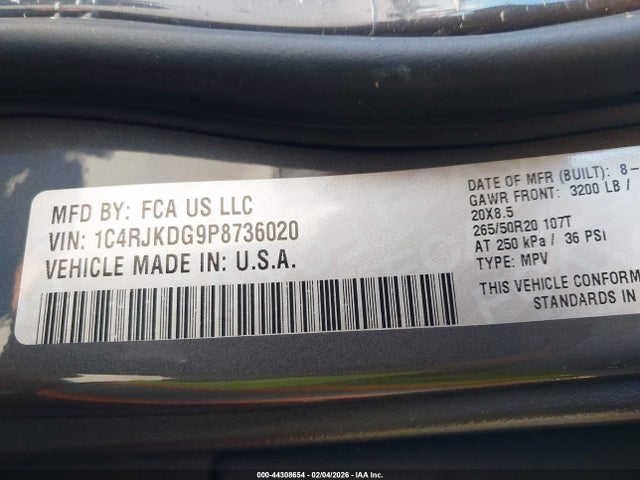 MFD BY: FCA US LLC
VIN: 1C4RJKDG9P8736020
VEHICLE MADE IN: U.S.A.
DATE OF MFR (BUILT): 8-
GAWR FRONT: 3200 LB /
20X8.5
265/50R20 107T
AT 250 kPa / 36 PSI
TYPE: MPV
THIS VEHICLE CONFORM
STANDARDS IN
000-44308654 - 02/04/2026 - IAA Inc.